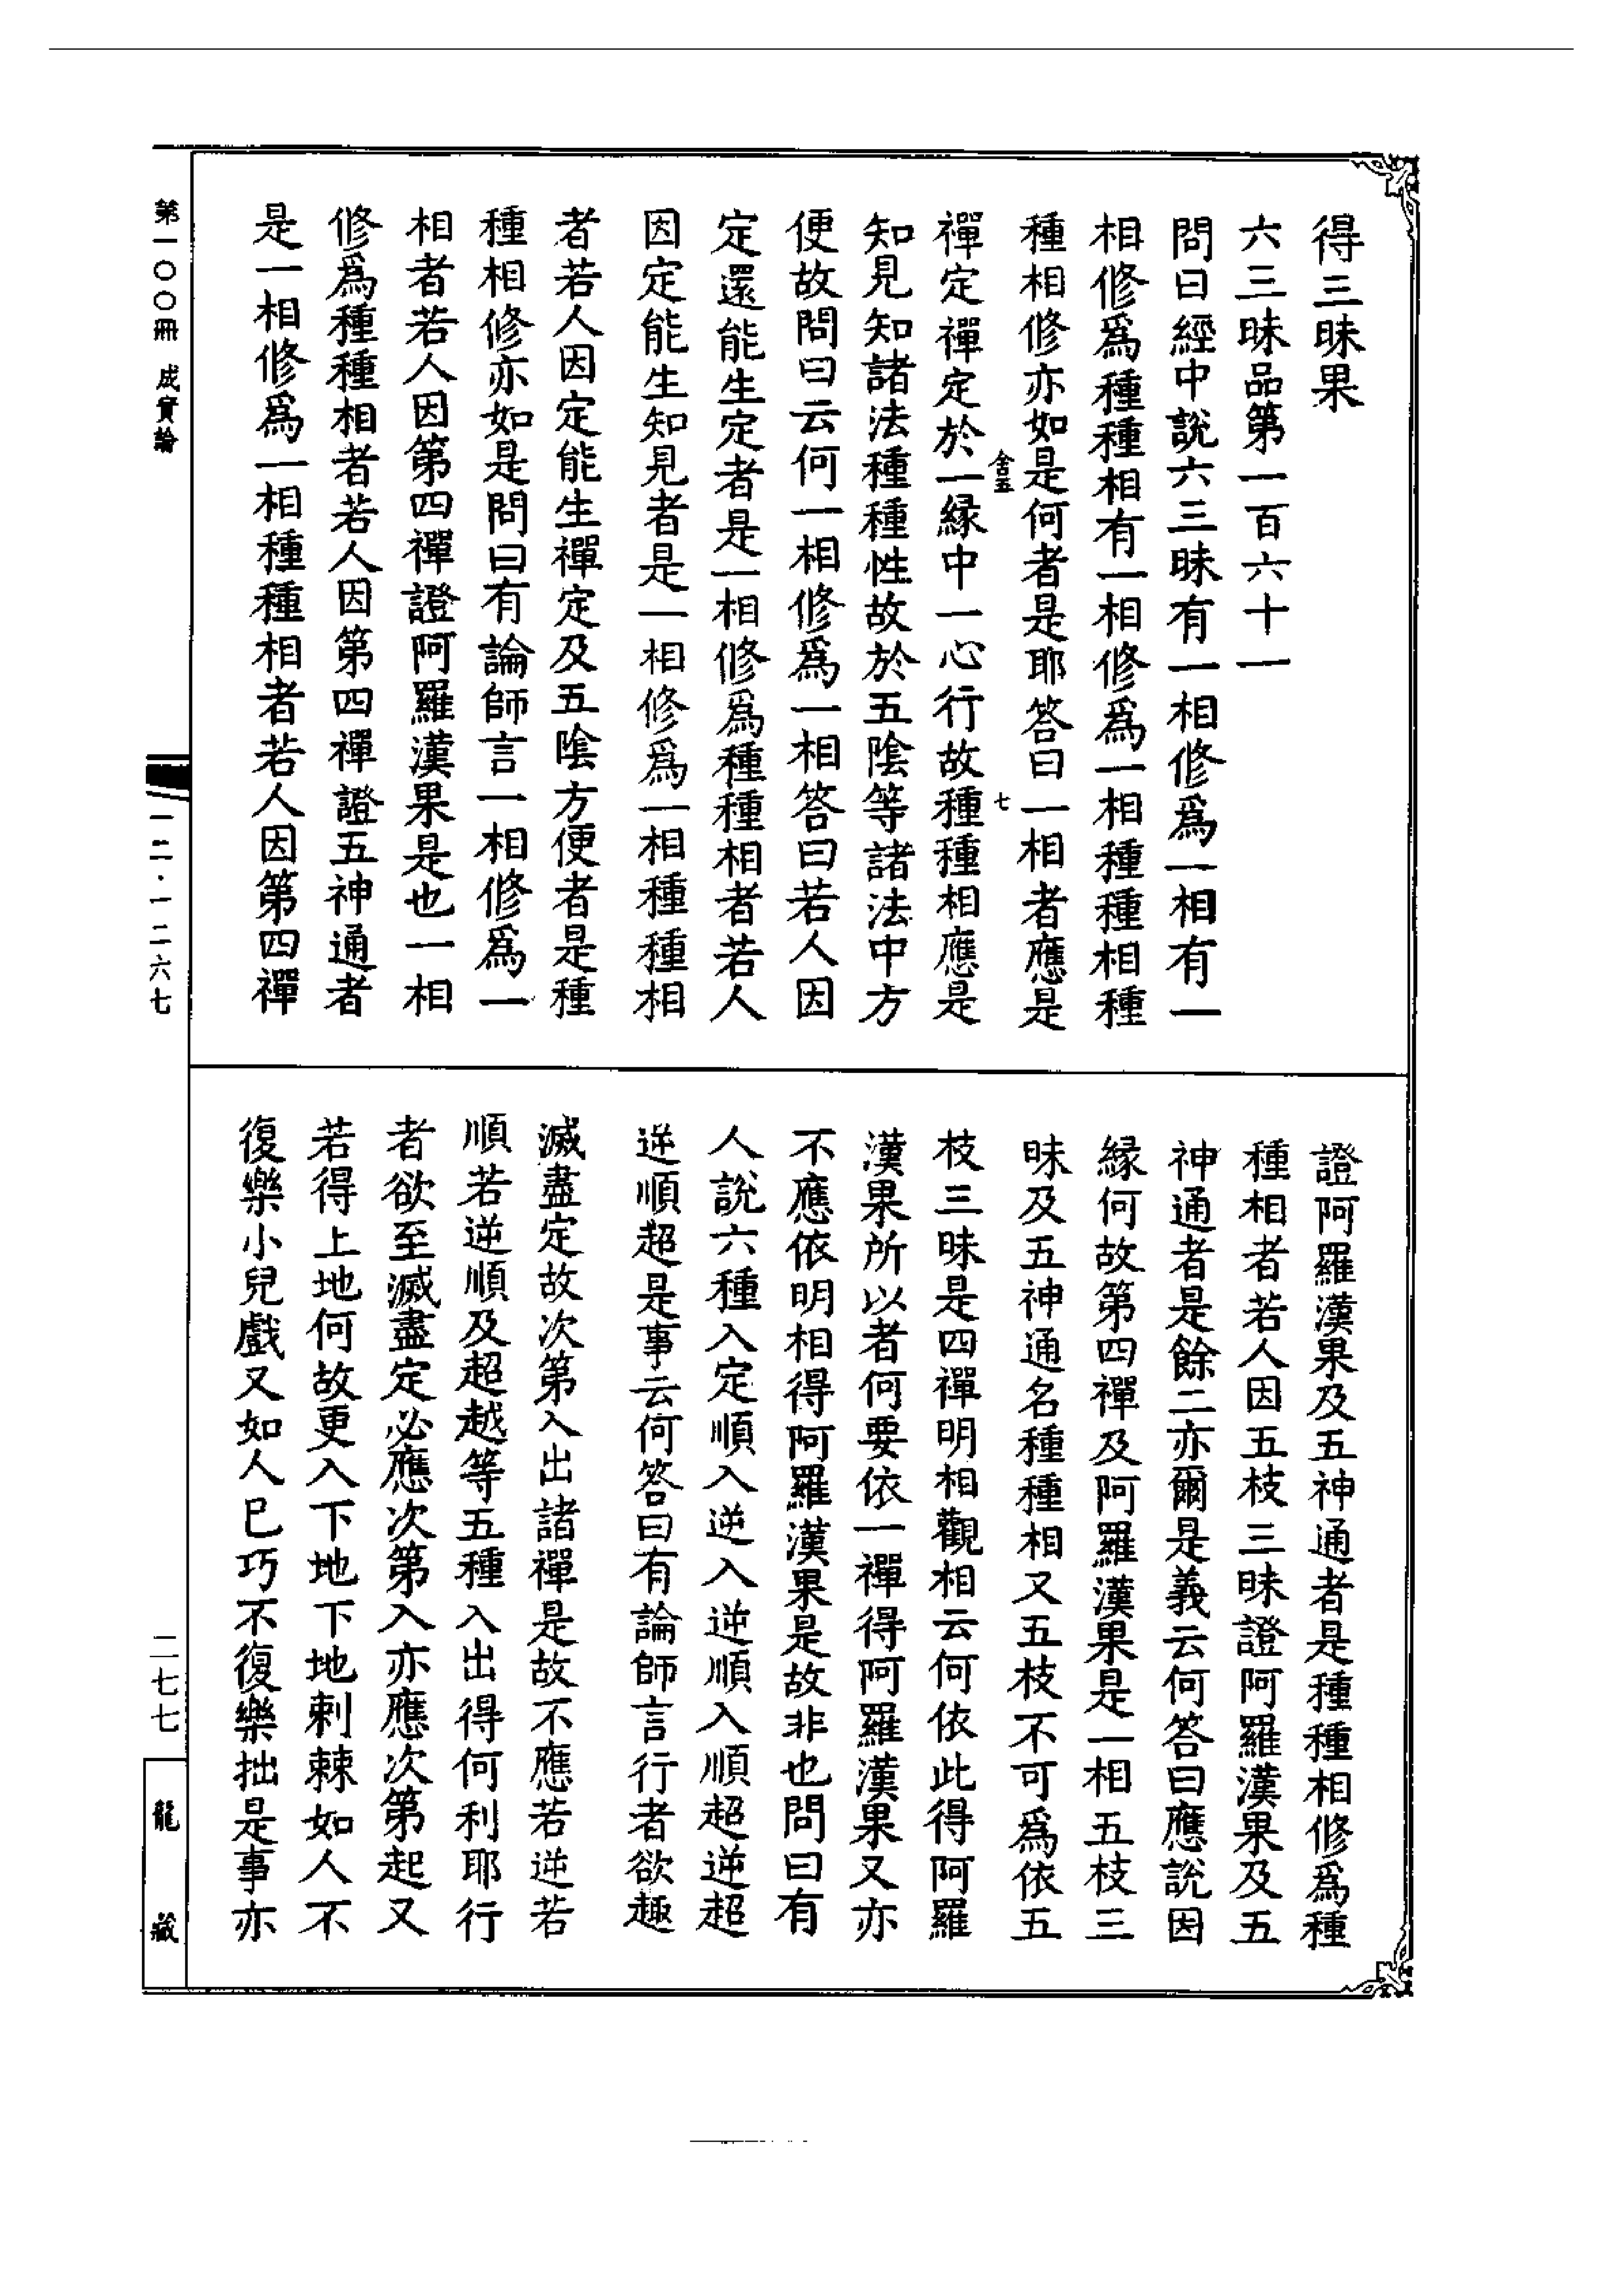 得三昧果
六三昧品第一百六十一
問曰經中說六三昧有一相修爲一相有一
相修爲種種相有一相修爲一相種種相種
種相修亦如是何者是耶答曰一相者應是
舍五
七
禪定禪定於一緣中一心行故種種相應是
知見知諸法種種性故於五陰等諸法中方
便故問曰云何一相修爲一相答曰若人因
定還能生定者是一相修爲種種相者若人
因定能生知見者是一相修爲一相種種相
者若人因定能生禪定及五陰方便者是種
種相修亦如是問曰有論師言一相修爲一
相者若人因第四禪證阿羅漢果是也一相
修爲種種相者若人因第四禪證五神通者
是一相修爲一相種種相者若人因第四禪
證阿羅漢果及五神通者是種種相修爲種
種相者若人因五枝三昧證阿羅漢果及五
神通者是餘二亦爾是義云何答曰應說因
緣何故第四禪及阿羅漢果是一相五枝三
昧及五神通名種種相又五枝不可爲依五
枝三昧是四禪明相觀相云何依此得阿羅
漢果所以者何要依一禪得阿羅漢果又亦
不應依明相得阿羅漢果是故非也問曰有
人說六種入定順入逆入逆順入順超逆超
逆順超是事云何答曰有論師言行者欲趣
滅盡定故次第入出諸禪是故不應若逆若
順若逆順及超越等五種入出得何利耶行
者欲至滅盡定必應次第入亦應次第起又
若得上地何故更入下地下地刺棘如人不
復樂小兒戲又如人巳巧不復樂拙是事亦
第一〇〇冊 成實論
一二·一二六七
二七七
龍藏